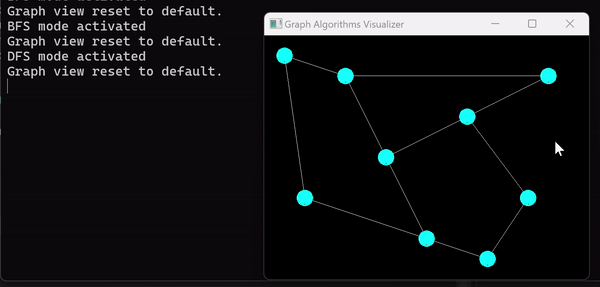 Graph view reset to default.
BFS mode activated
Graph view reset to default.
DFS mode activated
Graph view reset to default.
Graph Algorithms Visualizer